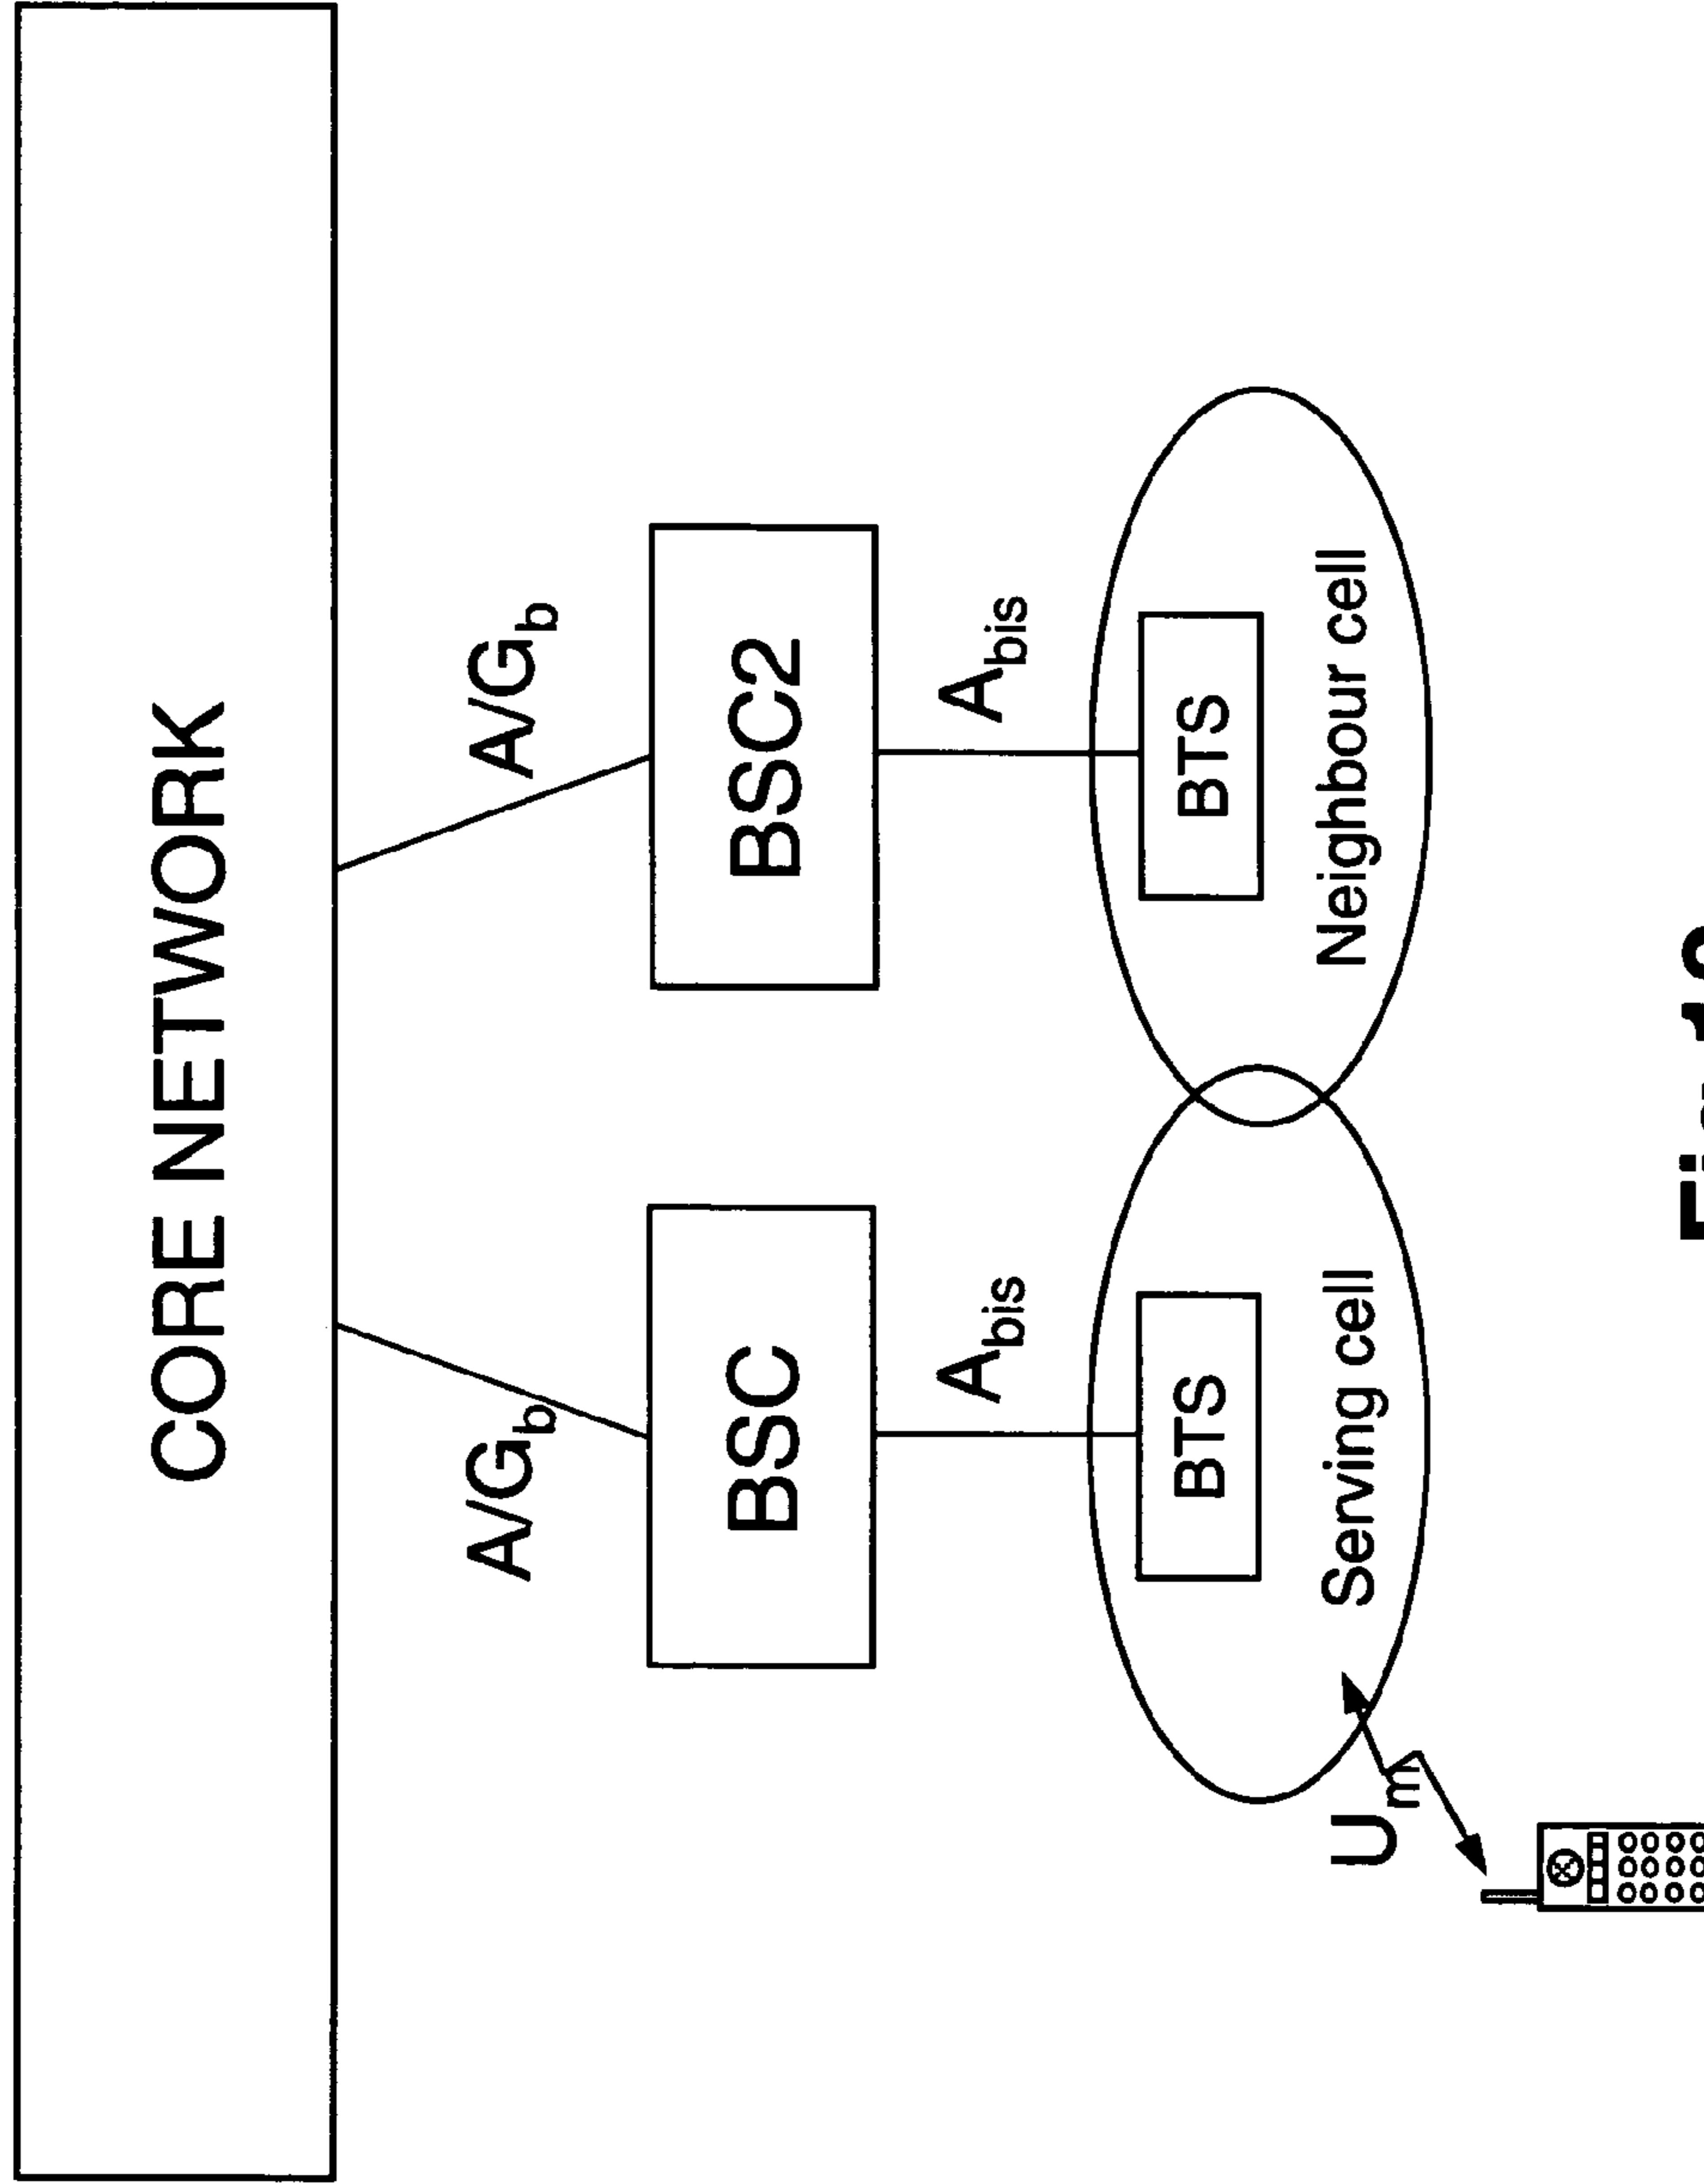 CORE NETWORK
A/Gb
A/Gb
BSC
BSC2
Abis
Abis
BTS
BTS
Serving cell
Neighbour cell
Um